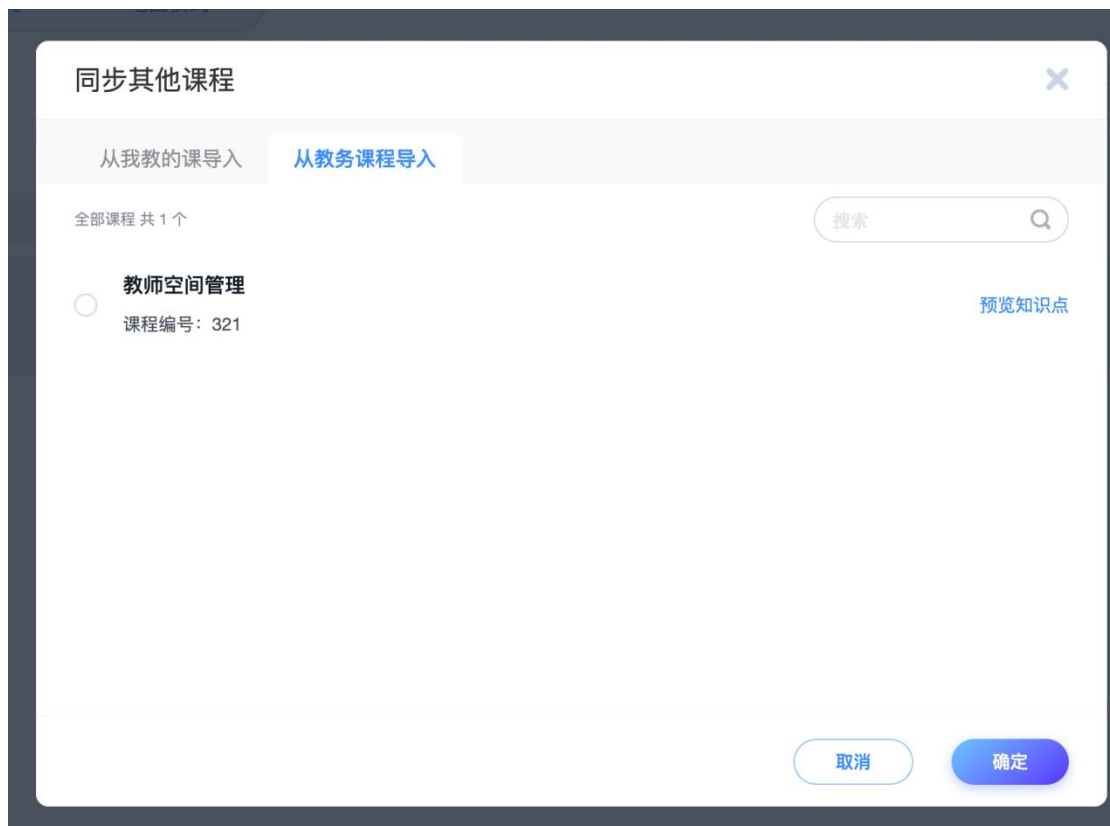 同步其他课程
从我教的课导入 从教务课程导入
全部课程 共 1 个 搜索
教师空间管理
课程编号：321 预览知识点
取消 确定